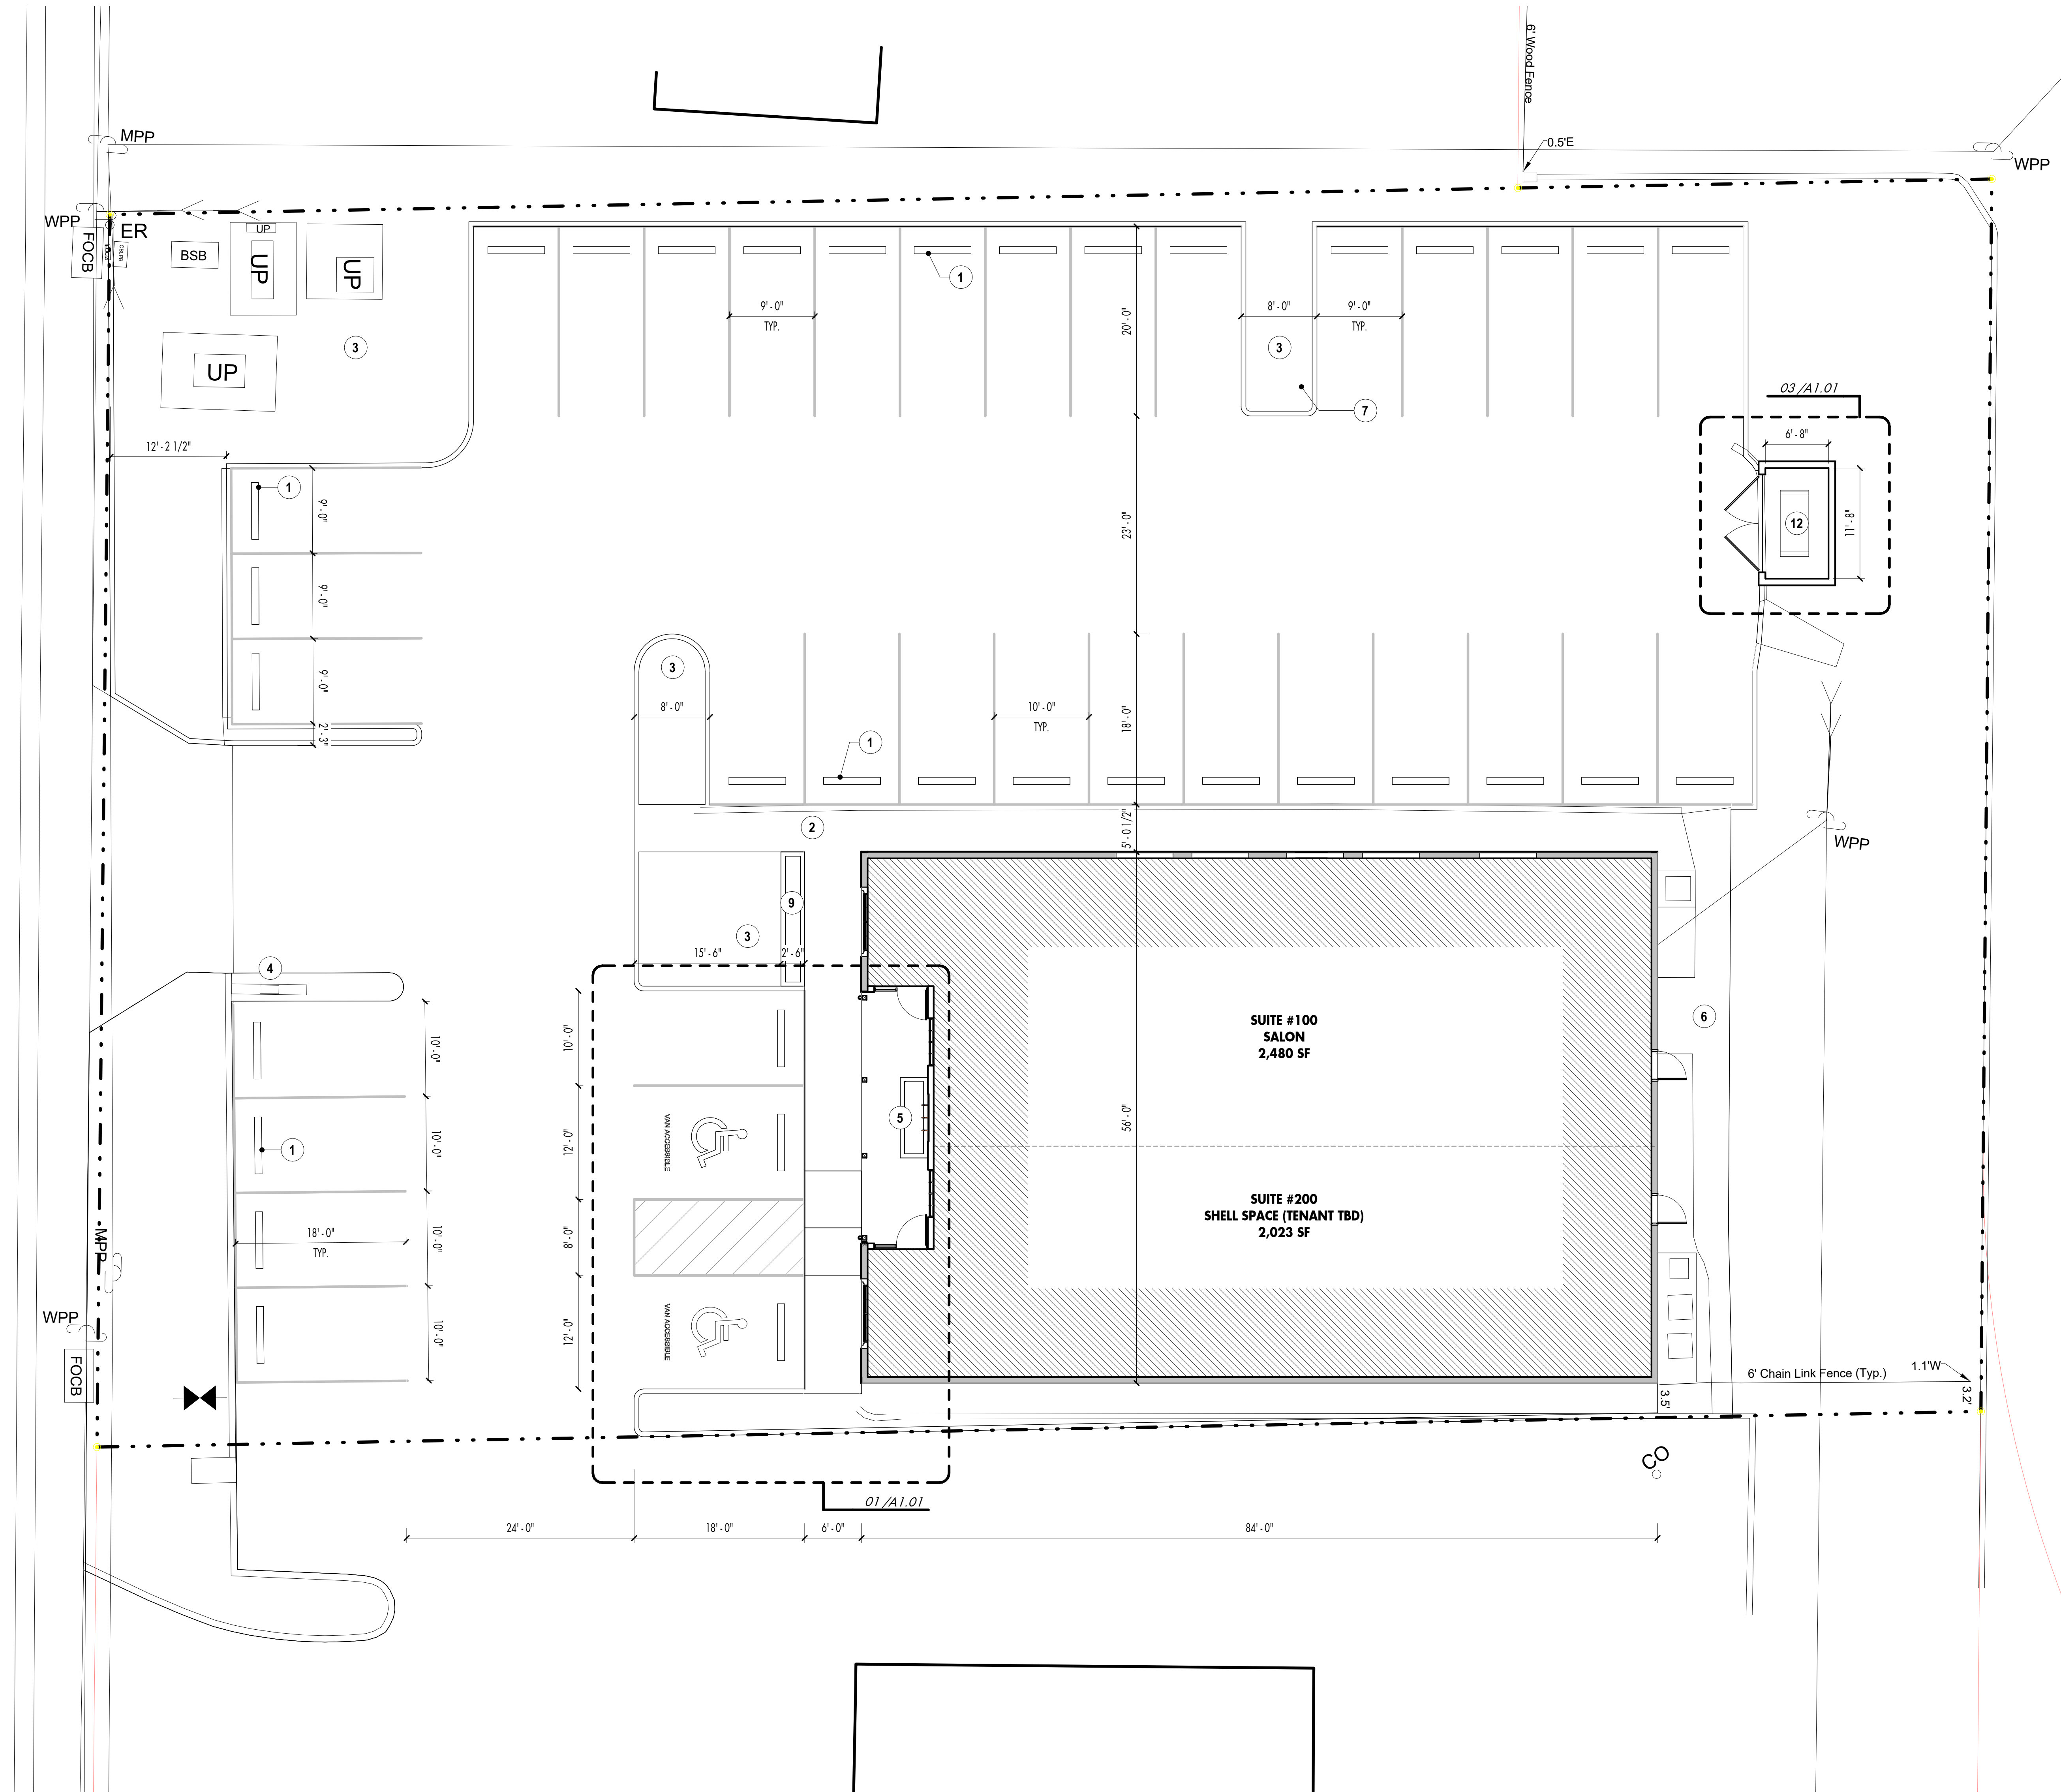 6' Wood Fence
MPP
0.5'E
WPP
WPP
FOCB
ER
BSB
UP
UP
UP
UP
3
1
9'-0"
TYP.
20'-0"
8'-0"
9'-0"
TYP.
3
7
03 /A1.01
6'-8"
12
11'-8"
12'-2 1/2"
1
9'-0"
9'-0"
9'-0"
2'-3"
23'-0"
3
8'-0"
10'-0"
TYP.
18'-0"
1
2
5'-0 1/2"
WPP
9
3
15'-6"
2'-6"
4
6
10'-0"
10'-0"
10'-0"
10'-0"
1
18'-0"
TYP.
10'-0"
12'-0"
8'-0"
12'-0"
VAN ACCESSIBLE
VAN ACCESSIBLE
5
56'-0"
SUITE #100
SALON
2,480 SF
SUITE #200
SHELL SPACE (TENANT TBD)
2,023 SF
MPP
WPP
FOCB
6' Chain Link Fence (Typ.)
1.1'W
3.2'
3.5'
CO
01 /A1.01
24'-0"
18'-0"
6'-0"
84'-0"